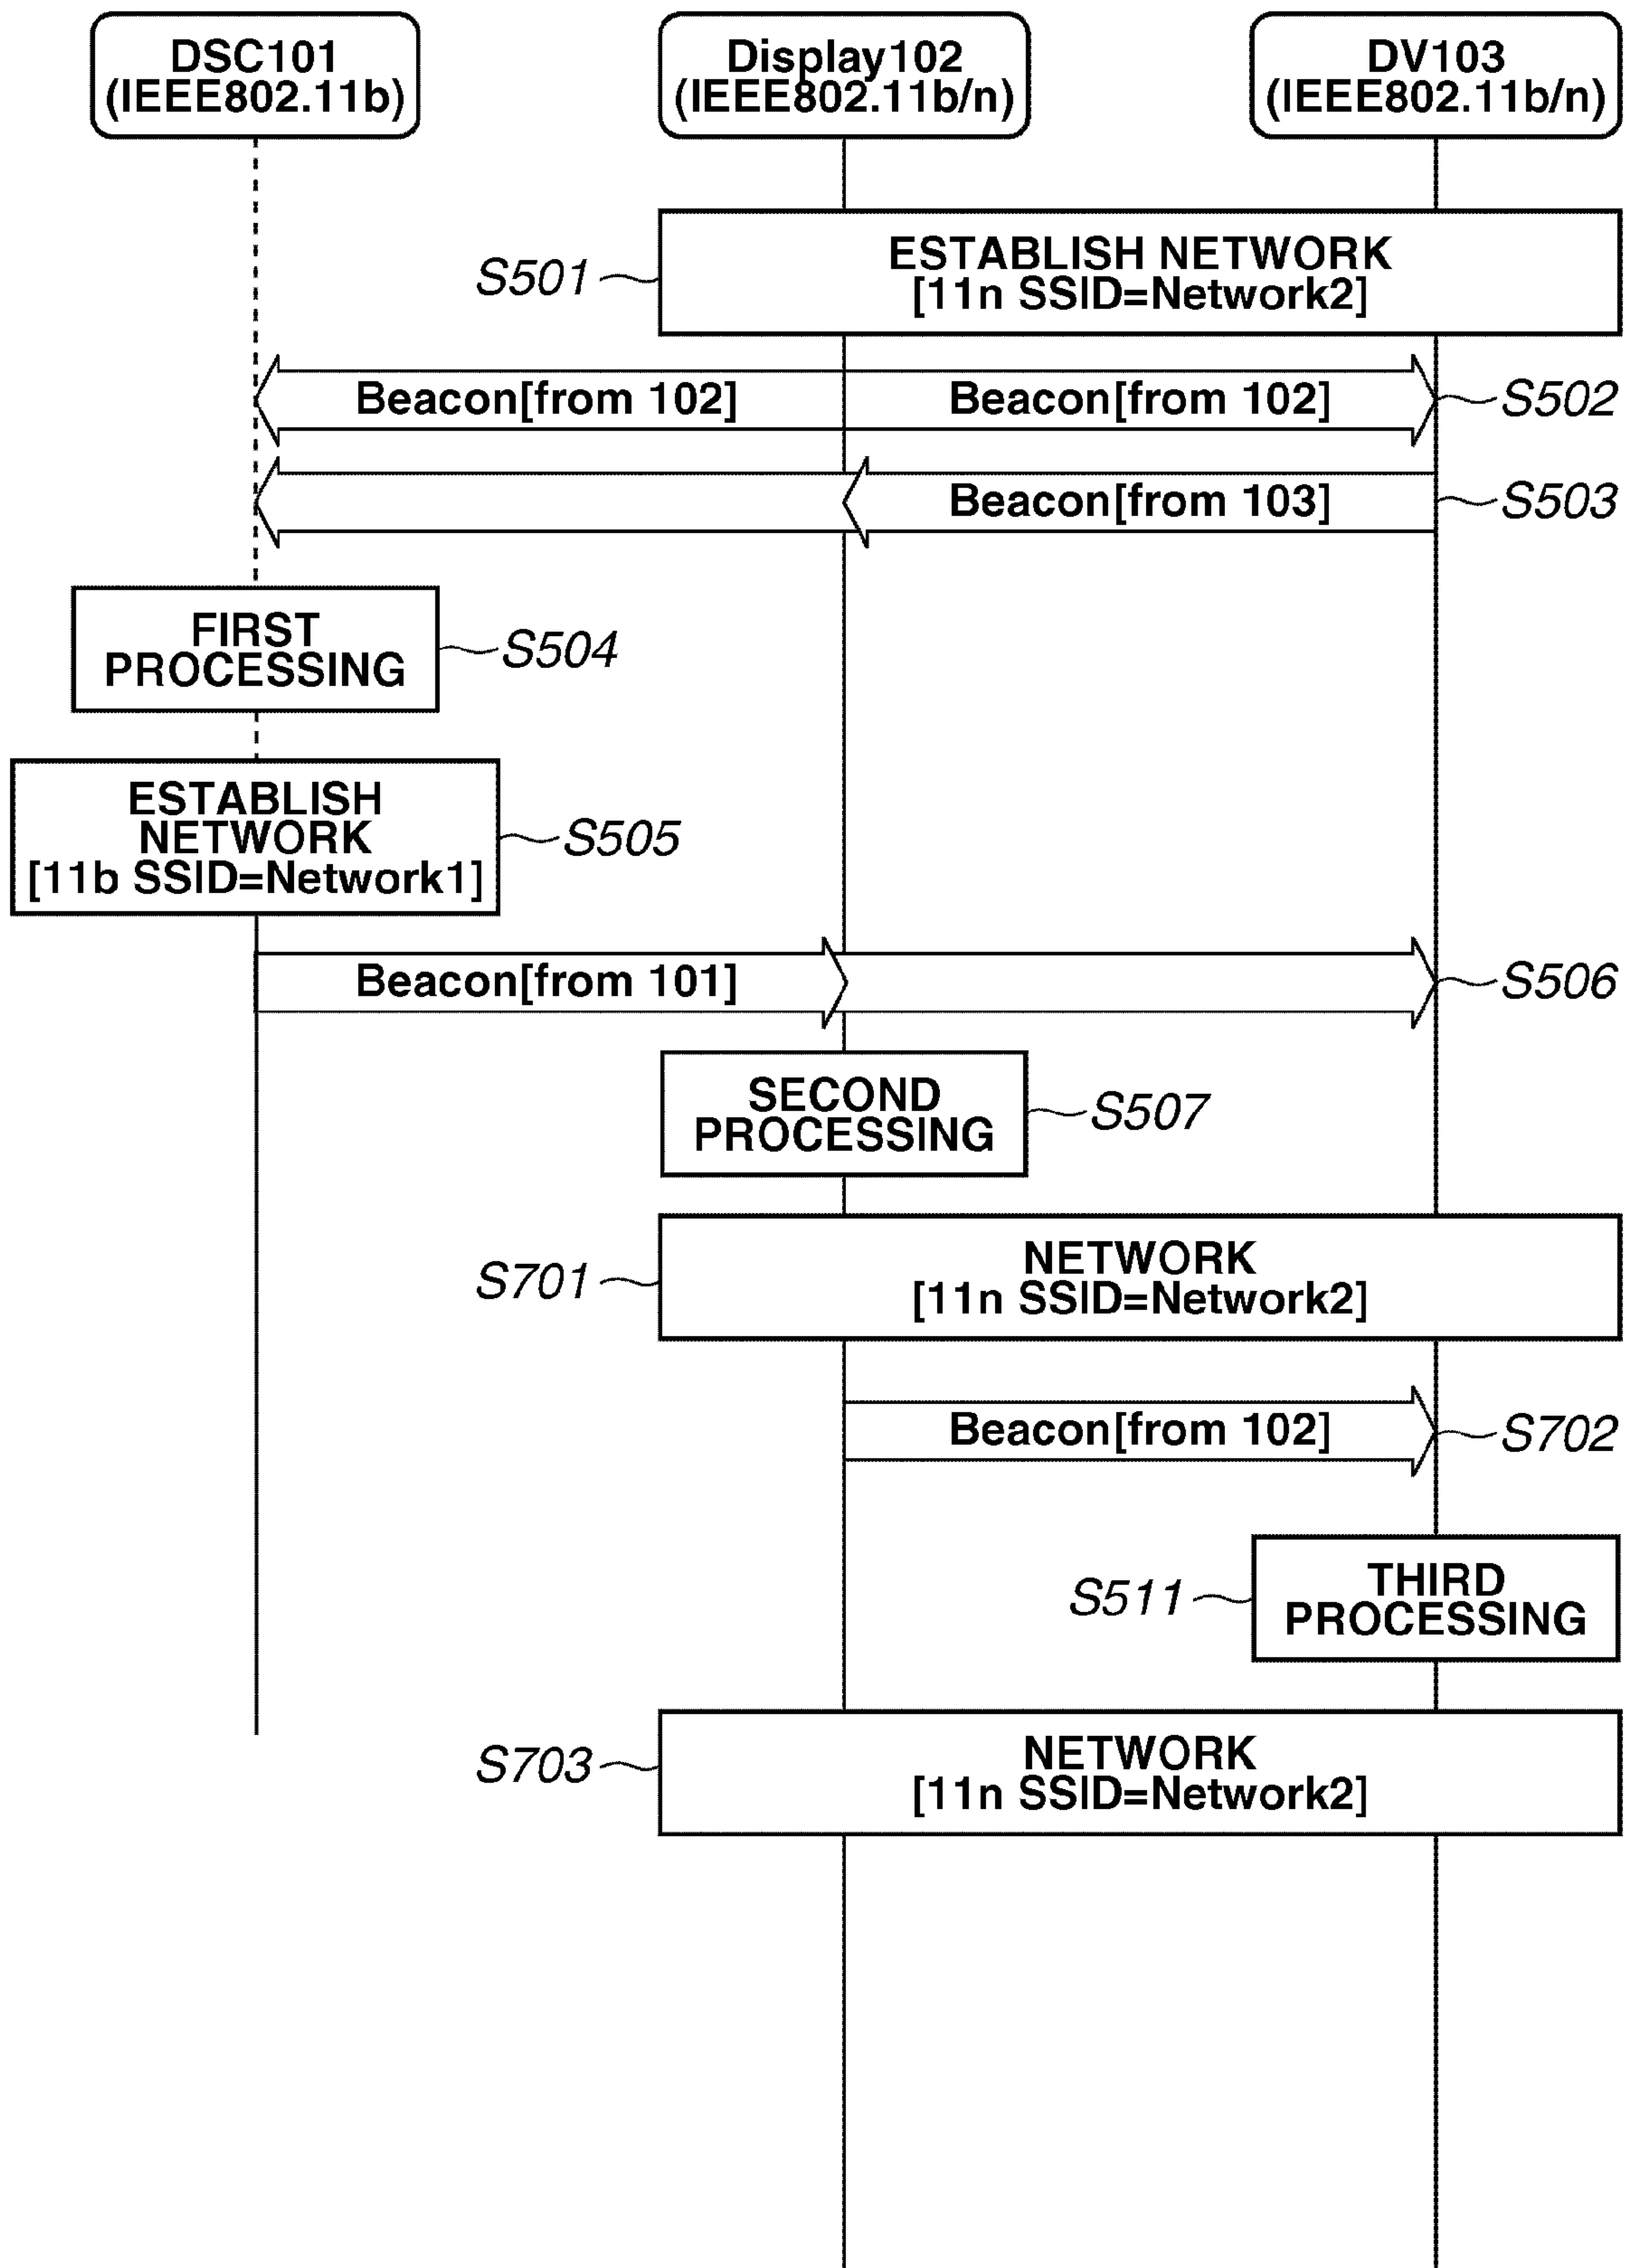 DSC101
(IEEE802.11b)
Display102
(IEEE802.11b/n)
DV103
(IEEE802.11b/n)
S501
ESTABLISH NETWORK
[11n SSID=Network2]
Beacon[from 102]
Beacon[from 102]
S502
Beacon[from 103]
S503
FIRST
PROCESSING
S504
ESTABLISH
NETWORK
[11b SSID=Network1]
S505
Beacon[from 101]
S506
SECOND
PROCESSING
S507
S701
NETWORK
[11n SSID=Network2]
Beacon[from 102]
S702
S511
THIRD
PROCESSING
S703
NETWORK
[11n SSID=Network2]